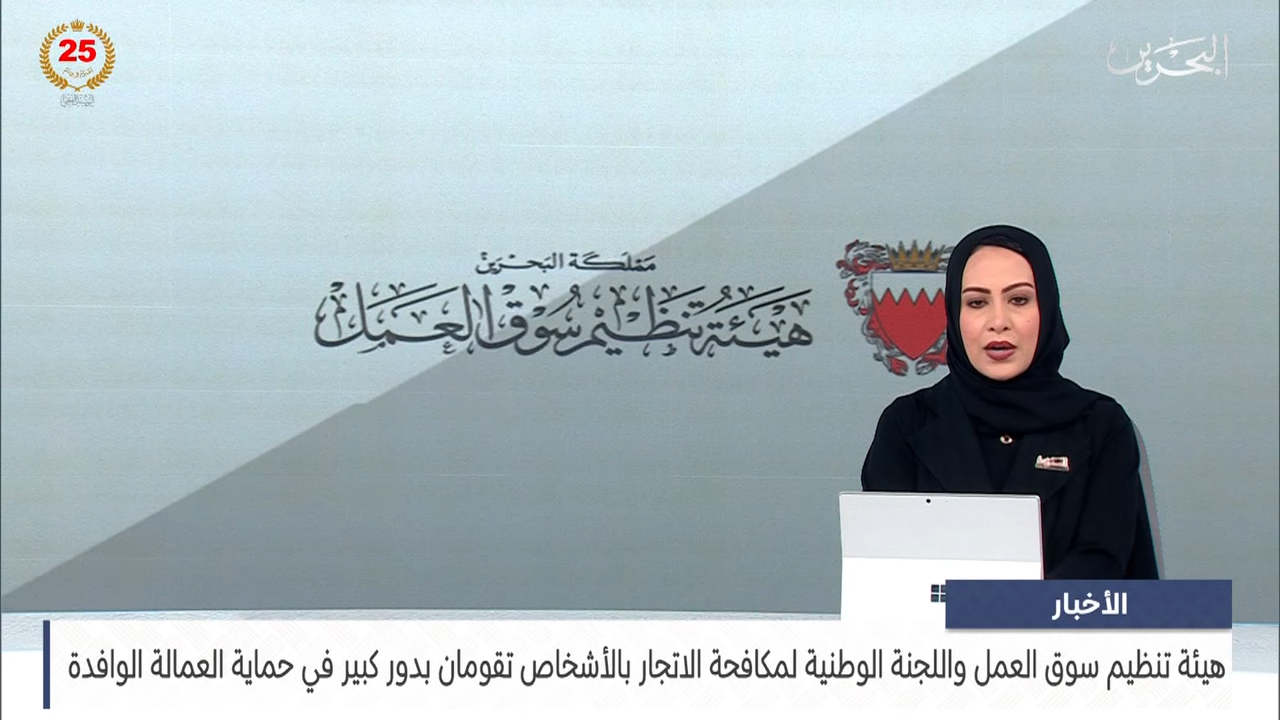 25
البحرين
مملكة البحرين
هيئة تنظيم سوق العمل
الأخبار
هيئة تنظيم سوق العمل واللجنة الوطنية لمكافحة الاتجار بالأشخاص تقومان بدور كبير في حماية العمالة الوافدة